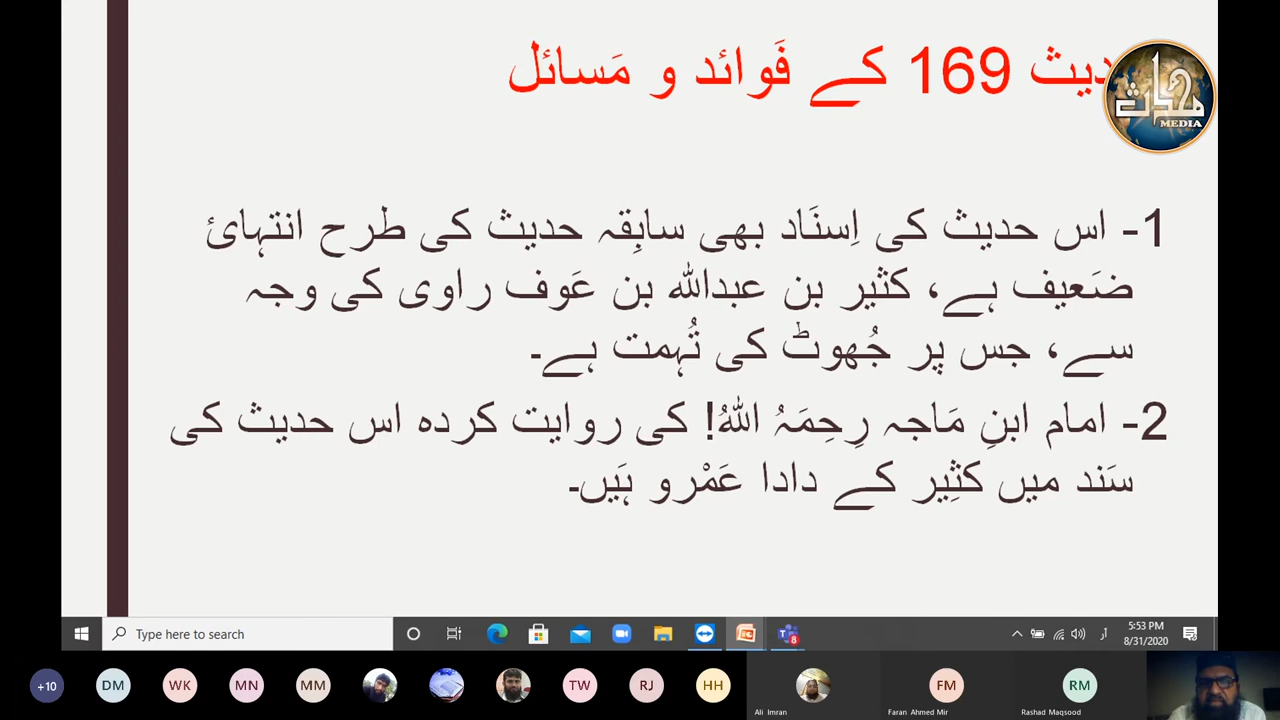 حدیث 169 کے فَوائد و مَسائل
MEDIA
1- اس حدیث کی اِسنَاد بھی سابِقہ حدیث کی طرح انتہائ
ضَعیف ہے، کثیر بن عبداللہ بن عَوف راوی کی وجہ
سے، جس پر جُھوٹ کی تُہمت ہے۔
2- امام ابنِ مَاجہ رِحِمَہُ اللہُ! کی روایت کردہ اس حدیث کی
سَند میں کثِیر کے دادا عَمْرو ہَیں۔
Type here to search
5:53 PM
8/31/2020
8
+10 DM WK MN MM TW RJ HH FM RM
Ali Imran Faran Ahmed Mir Rashad Maqsood